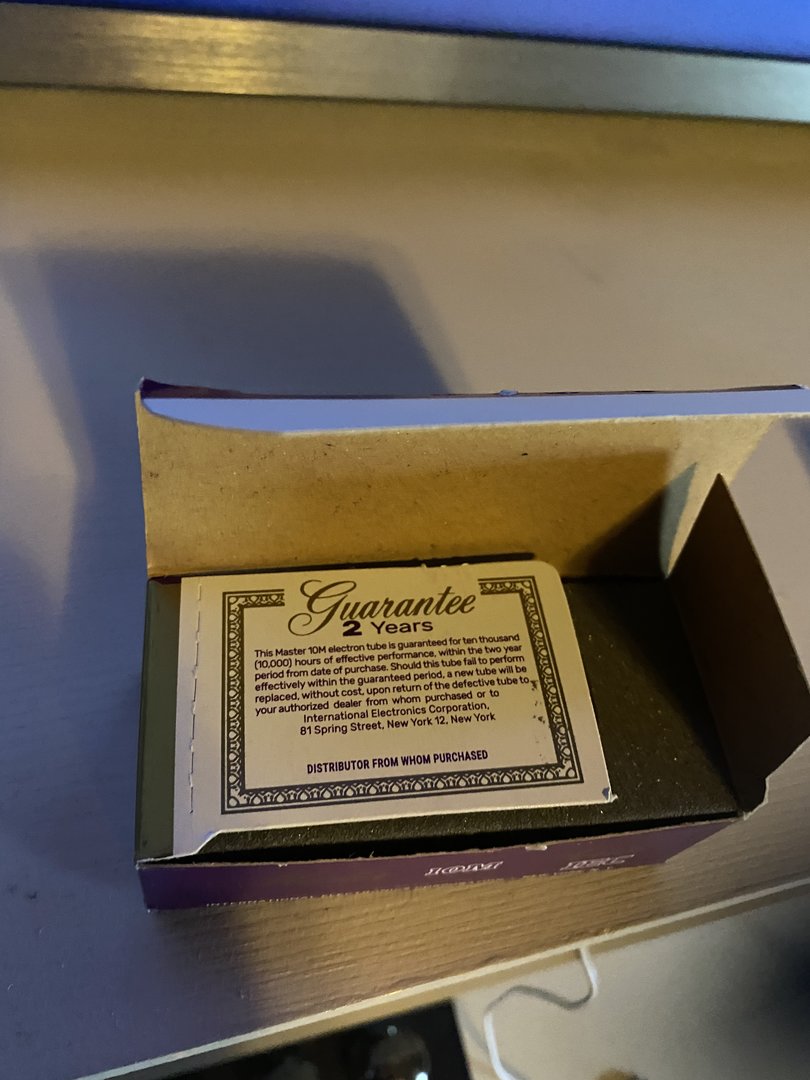 Guarantee
2 Years
This Master 10M electron tube is guaranteed for ten thousand
(10,000) hours of effective performance, within the two year
period from date of purchase. Should this tube fail to perform
effectively within the guaranteed period, a new tube will be
replaced, without cost, upon return of the defective tube to
your authorized dealer from whom purchased or to
International Electronics Corporation,
81 Spring Street, New York 12, New York
DISTRIBUTOR FROM WHOM PURCHASED
10M